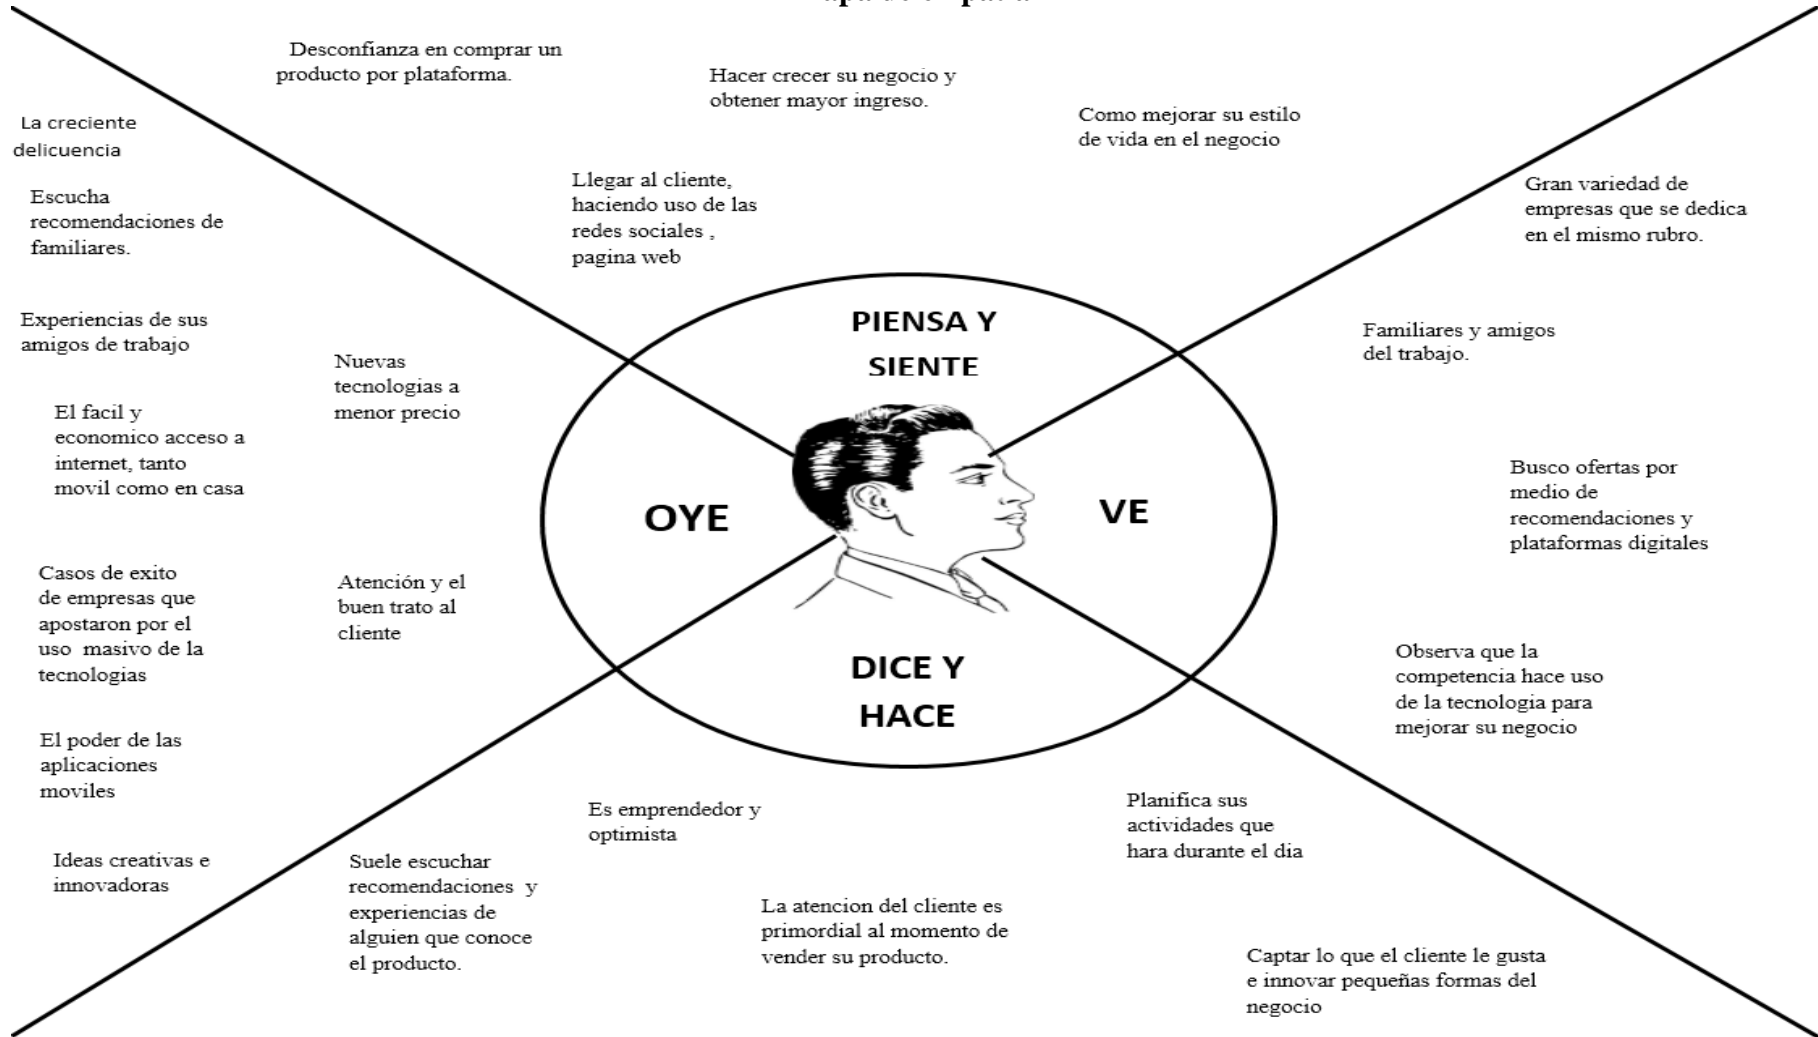 Desconfianza en comprar un
producto por plataforma.
Hacer crecer su negocio y
obtener mayor ingreso.
Como mejorar su estilo
de vida en el negocio
Llegar al cliente,
haciendo uso de las
redes sociales ,
pagina web
La creciente
delicuencia
Escucha
recomendaciones de
familiares.
Experiencias de sus
amigos de trabajo
Nuevas
tecnologias a
menor precio
El facil y
economico acceso a
internet, tanto
movil como en casa
Casos de exito
de empresas que
apostaron por el
uso masivo de la
tecnologias
Atención y el
buen trato al
cliente
El poder de las
aplicaciones
moviles
Ideas creativas e
innovadoras
PIENSA Y
SIENTE
OYE
VE
DICE Y
HACE
Gran variedad de
empresas que se dedica
en el mismo rubro.
Familiares y amigos
del trabajo.
Busco ofertas por
medio de
recomendaciones y
plataformas digitales
Observa que la
competencia hace uso
de la tecnologia para
mejorar su negocio
Es emprendedor y
optimista
Suele escuchar
recomendaciones y
experiencias de
alguien que conoce
el producto.
La atencion del cliente es
primordial al momento de
vender su producto.
Planifica sus
actividades que
hara durante el dia
Captar lo que el cliente le gusta
e innovar pequeñas formas del
negocio